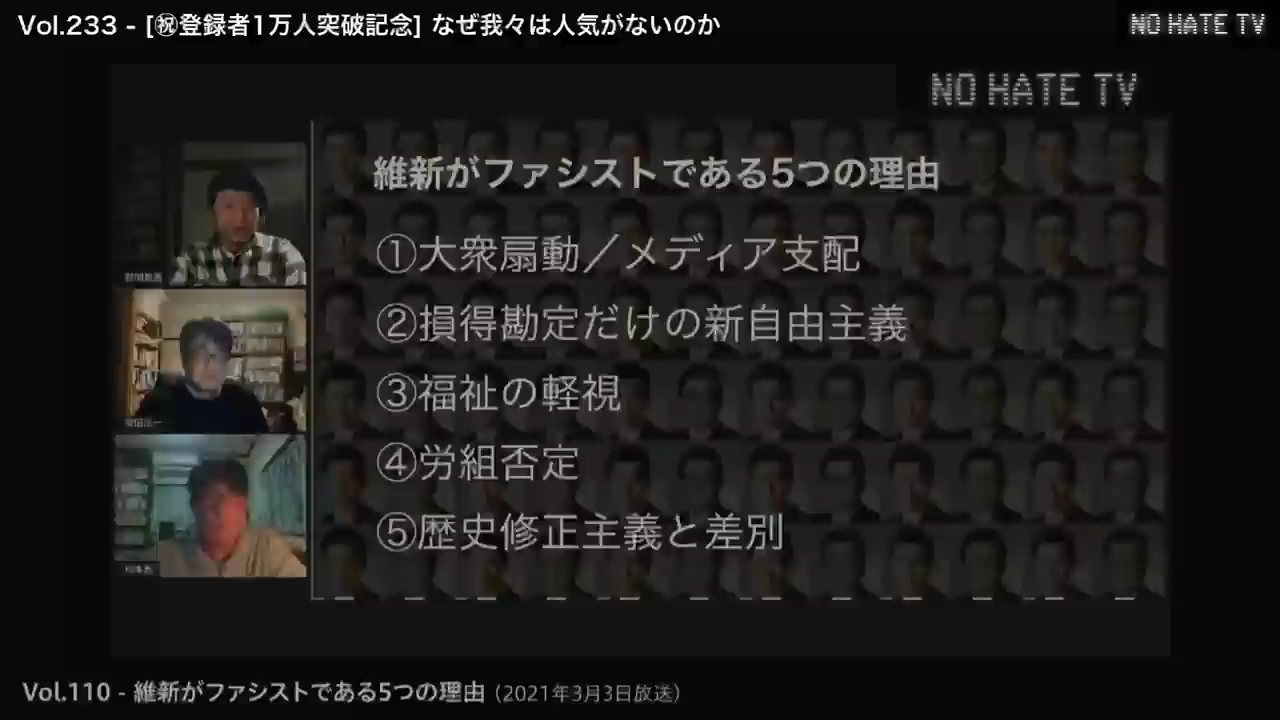 Vol.233 - [㊗登録者1万人突破記念] なぜ我々は人気がないのか
NO HATE TV
NO HATE TV
維新がファシストである5つの理由
①大衆扇動／メディア支配
②損得勘定だけの新自由主義
③福祉の軽視
④労組否定
⑤歴史修正主義と差別
Vol.110 - 維新がファシストである5つの理由（2021年3月3日放送）